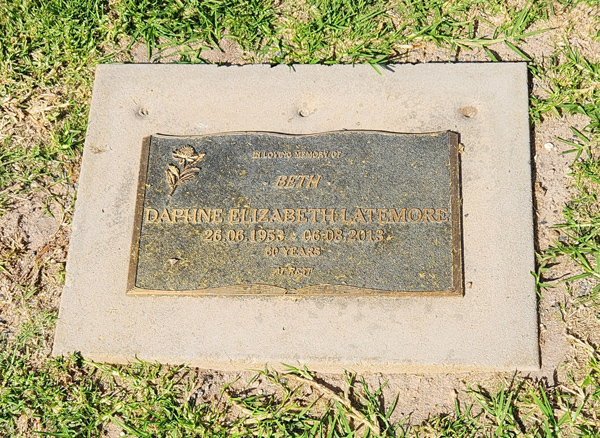 IN LOVING MEMORY OF
BETH
DAPHNE ELIZABETH LATEMORE
26.06.1953 - 06.08.2013
60 YEARS
AT REST